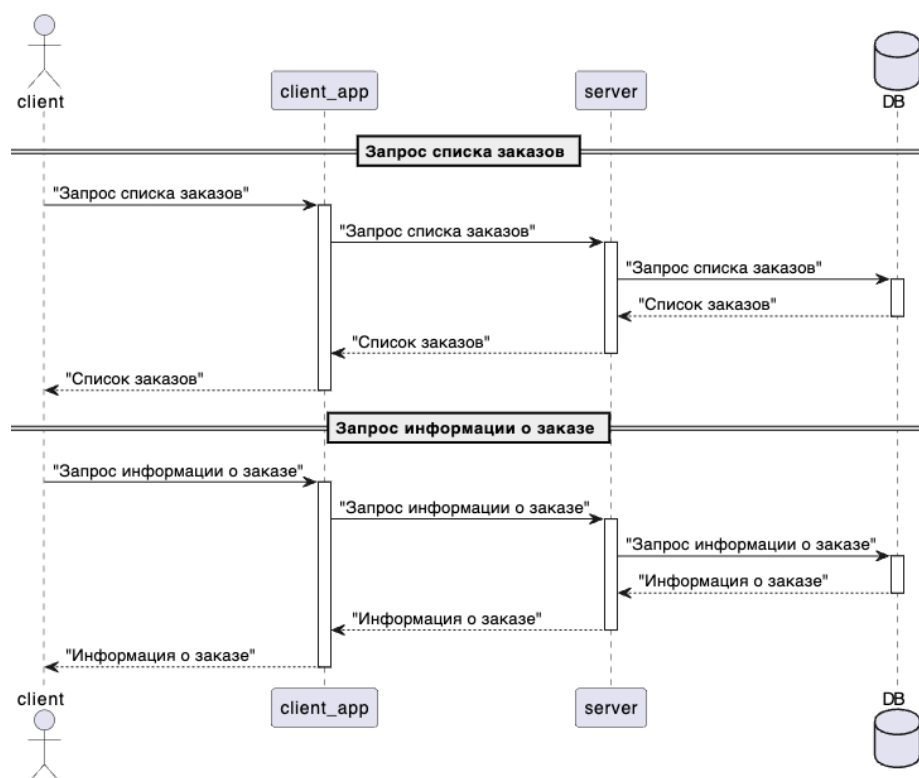 client
client_app
server
DB
Запрос списка заказов
"Запрос списка заказов"
"Запрос списка заказов"
"Запрос списка заказов"
"Список заказов"
"Список заказов"
"Список заказов"
Запрос информации о заказе
"Запрос информации о заказе"
"Запрос информации о заказе"
"Запрос информации о заказе"
"Информация о заказе"
"Информация о заказе"
"Информация о заказе"
client
client_app
server
DB